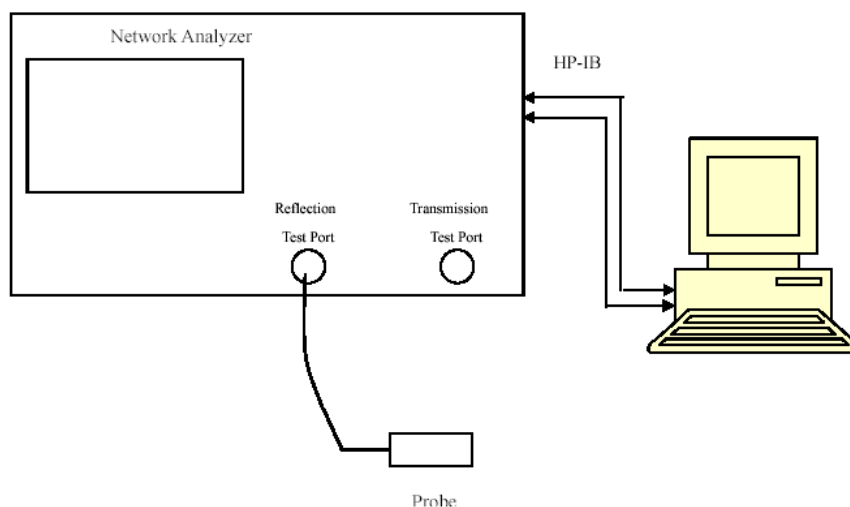 Network Analyzer
HP-IB
Reflection
Test Port
Transmission
Test Port
Probe